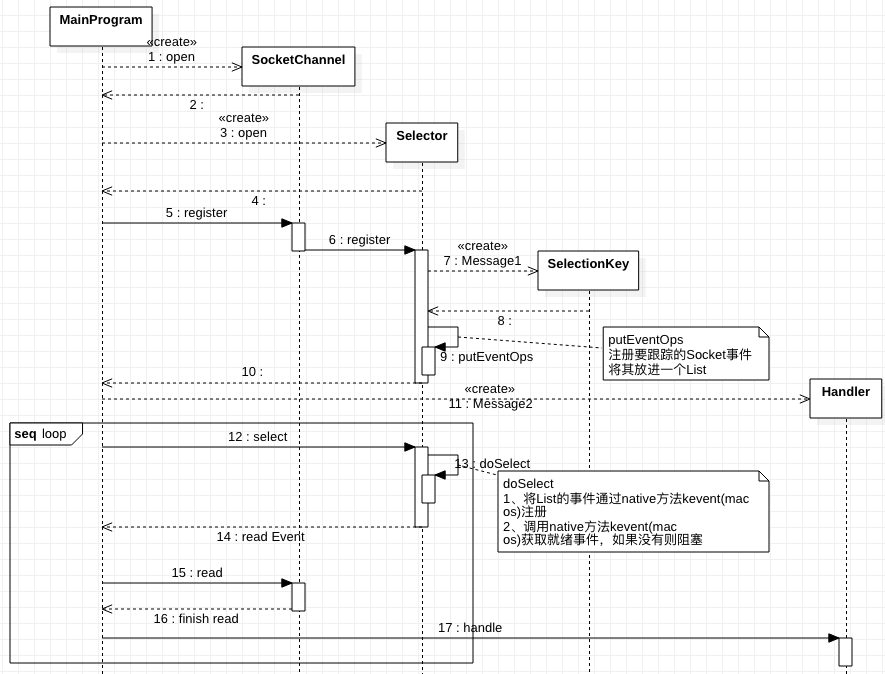 MainProgram
«create»
1 : open
SocketChannel
2 :
«create»
3 : open
Selector
4 :
5 : register
6 : register
«create»
7 : Message1
SelectionKey
8 :
9 : putEventOps
putEventOps
注册要跟踪的Socket事件
将其放进一个List
10 :
«create»
11 : Message2
Handler
seq loop
12 : select
13 : doSelect
doSelect
1、将List的事件通过native方法kevent(mac
os)注册
2、调用native方法kevent(mac
os)获取就绪事件，如果没有则阻塞
14 : read Event
15 : read
16 : finish read
17 : handle